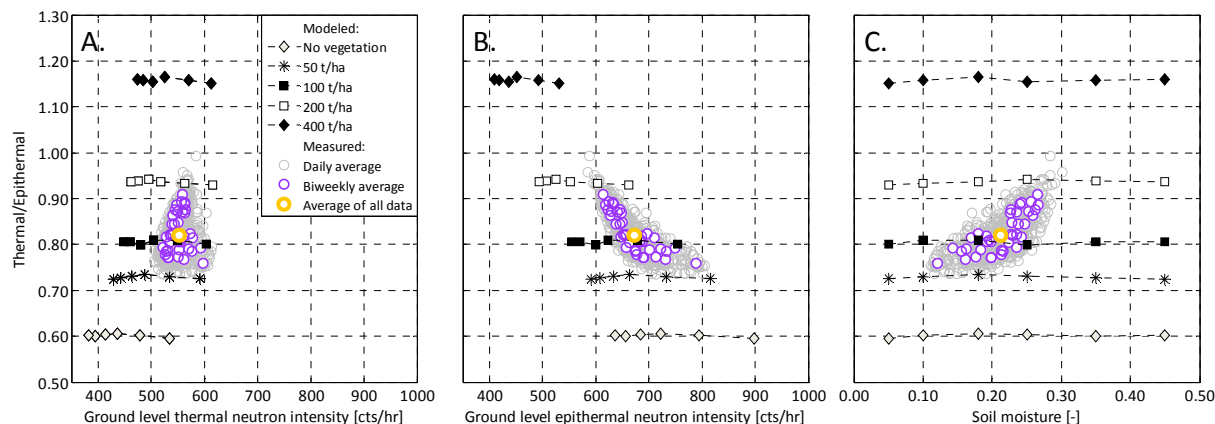 A.
B.
C.
Thermal/Epithermal
1.30
1.20
1.10
1.00
0.90
0.80
0.70
0.60
0.50
Modeled:
No vegetation
50 t/ha
100 t/ha
200 t/ha
400 t/ha
Measured:
Daily average
Biweekly average
Average of all data
400 500 600 700 800 900 1000
Ground level thermal neutron intensity [cts/hr]
400 500 600 700 800 900 1000
Ground level epithermal neutron intensity [cts/hr]
0.00 0.10 0.20 0.30 0.40 0.50
Soil moisture [-]